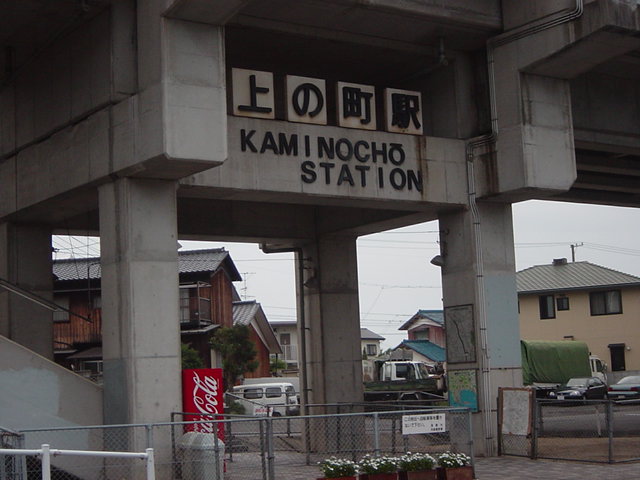 上の町駅
KAMINOCHŌ
STATION
Coca-Cola